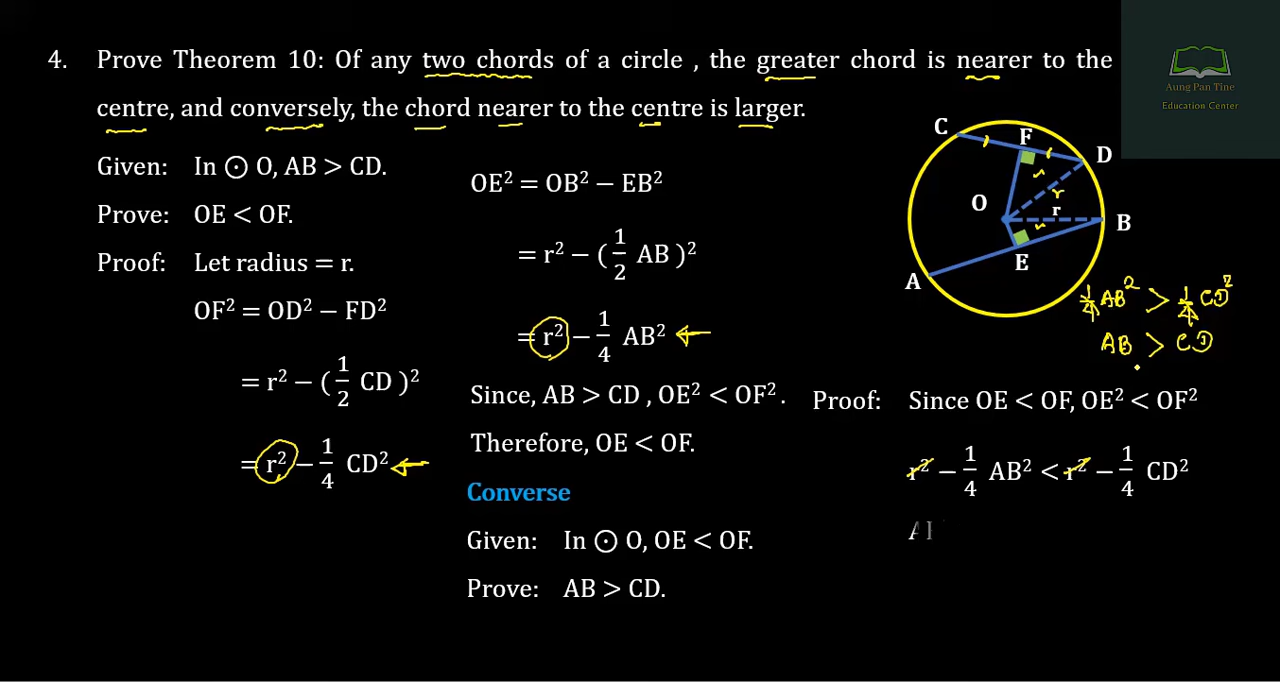 4. Prove Theorem 10: Of any two chords of a circle , the greater chord is nearer to the
centre, and conversely, the chord nearer to the centre is larger.
Given: In ⊙ O, AB > CD.
Prove: OE < OF.
Proof: Let radius = r.
OF² = OD² − FD²
= r² − (1/2 CD )²
= r² − 1/4 CD²
OE² = OB² − EB²
= r² − (1/2 AB )²
= r² − 1/4 AB²
Since, AB > CD , OE² < OF² .
Therefore, OE < OF.
Converse
Given: In ⊙ O, OE < OF.
Prove: AB > CD.
Aung Pan Tine
Education Center
C
F
D
O
r
r
B
E
A
1/4 AB² > 1/4 CD²
AB > CD
Proof: Since OE < OF, OE² < OF²
r² − 1/4 AB² < r² − 1/4 CD²